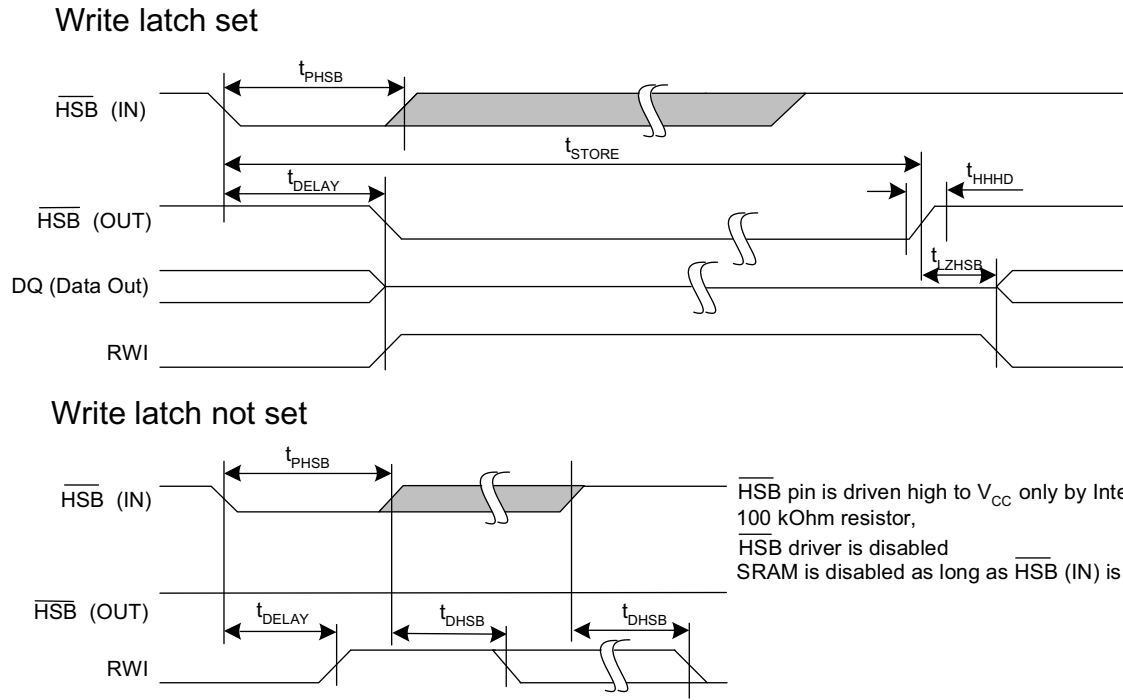 Write latch set
tPHSB
HSB (IN)
tSTORE
tHHHD
tDELAY
HSB (OUT)
tLZHSB
DQ (Data Out)
RWI
Write latch not set
tPHSB
HSB (IN)
HSB pin is driven high to VCC only by Inte
100 kOhm resistor,
HSB driver is disabled
SRAM is disabled as long as HSB (IN) is
HSB (OUT)
tDELAY
tDHSB
tDHSB
RWI